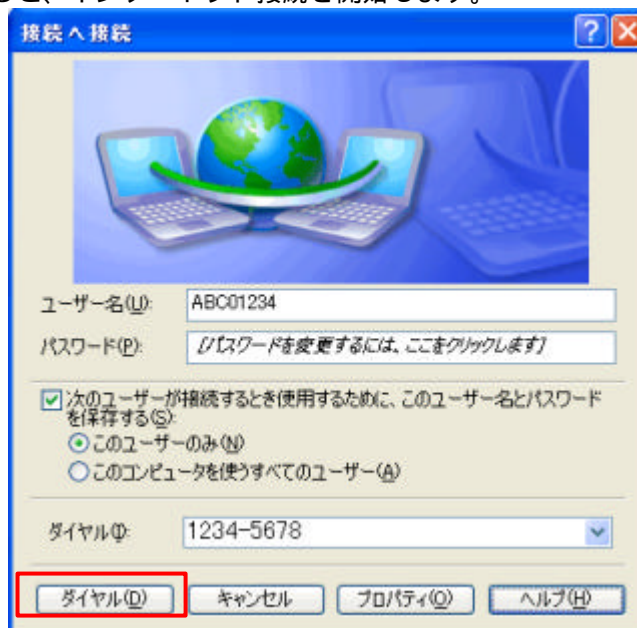 接続へ接続
ユーザー名(U):
ABC01234
パスワード(P):
[パスワードを変更するには、ここをクリックします]
次のユーザーが接続するとき使用するために、このユーザー名とパスワード
を保存する(S):
このユーザーのみ(N)
このコンピュータを使うすべてのユーザー(A)
ダイヤル(I):
1234-5678
ダイヤル(D)
キャンセル
プロパティ(O)
ヘルプ(H)